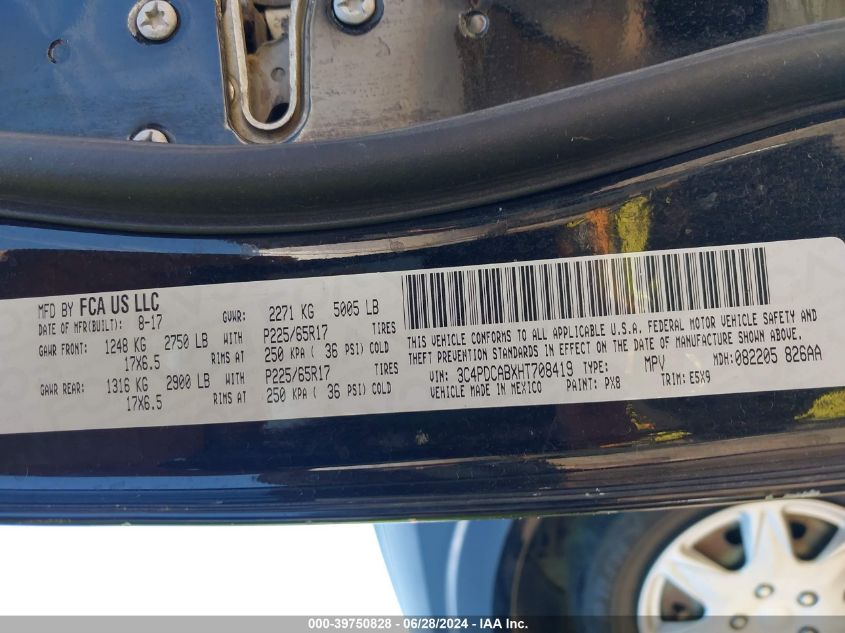 MFD BY FCA US LLC
DATE OF MFR(BUILT): 8-17 GVWR: 2271 KG 5005 LB
GAWR FRONT: 1248 KG 2750 LB WITH P225/65R17 TIRES
17X6.5 RIMS AT 250 KPA ( 36 PSI) COLD
GAWR REAR: 1316 KG 2900 LB WITH P225/65R17 TIRES
17X6.5 RIMS AT 250 KPA ( 36 PSI) COLD
THIS VEHICLE CONFORMS TO ALL APPLICABLE U.S.A. FEDERAL MOTOR VEHICLE SAFETY AND
THEFT PREVENTION STANDARDS IN EFFECT ON THE DATE OF MANUFACTURE SHOWN ABOVE.
VIN: 3C4PDCABXHT708419 TYPE: MPV MDH:082205 826AA
VEHICLE MADE IN MEXICO PAINT: PX8 TRIM: E5X9
000-39750828 - 06/28/2024 - IAA Inc.